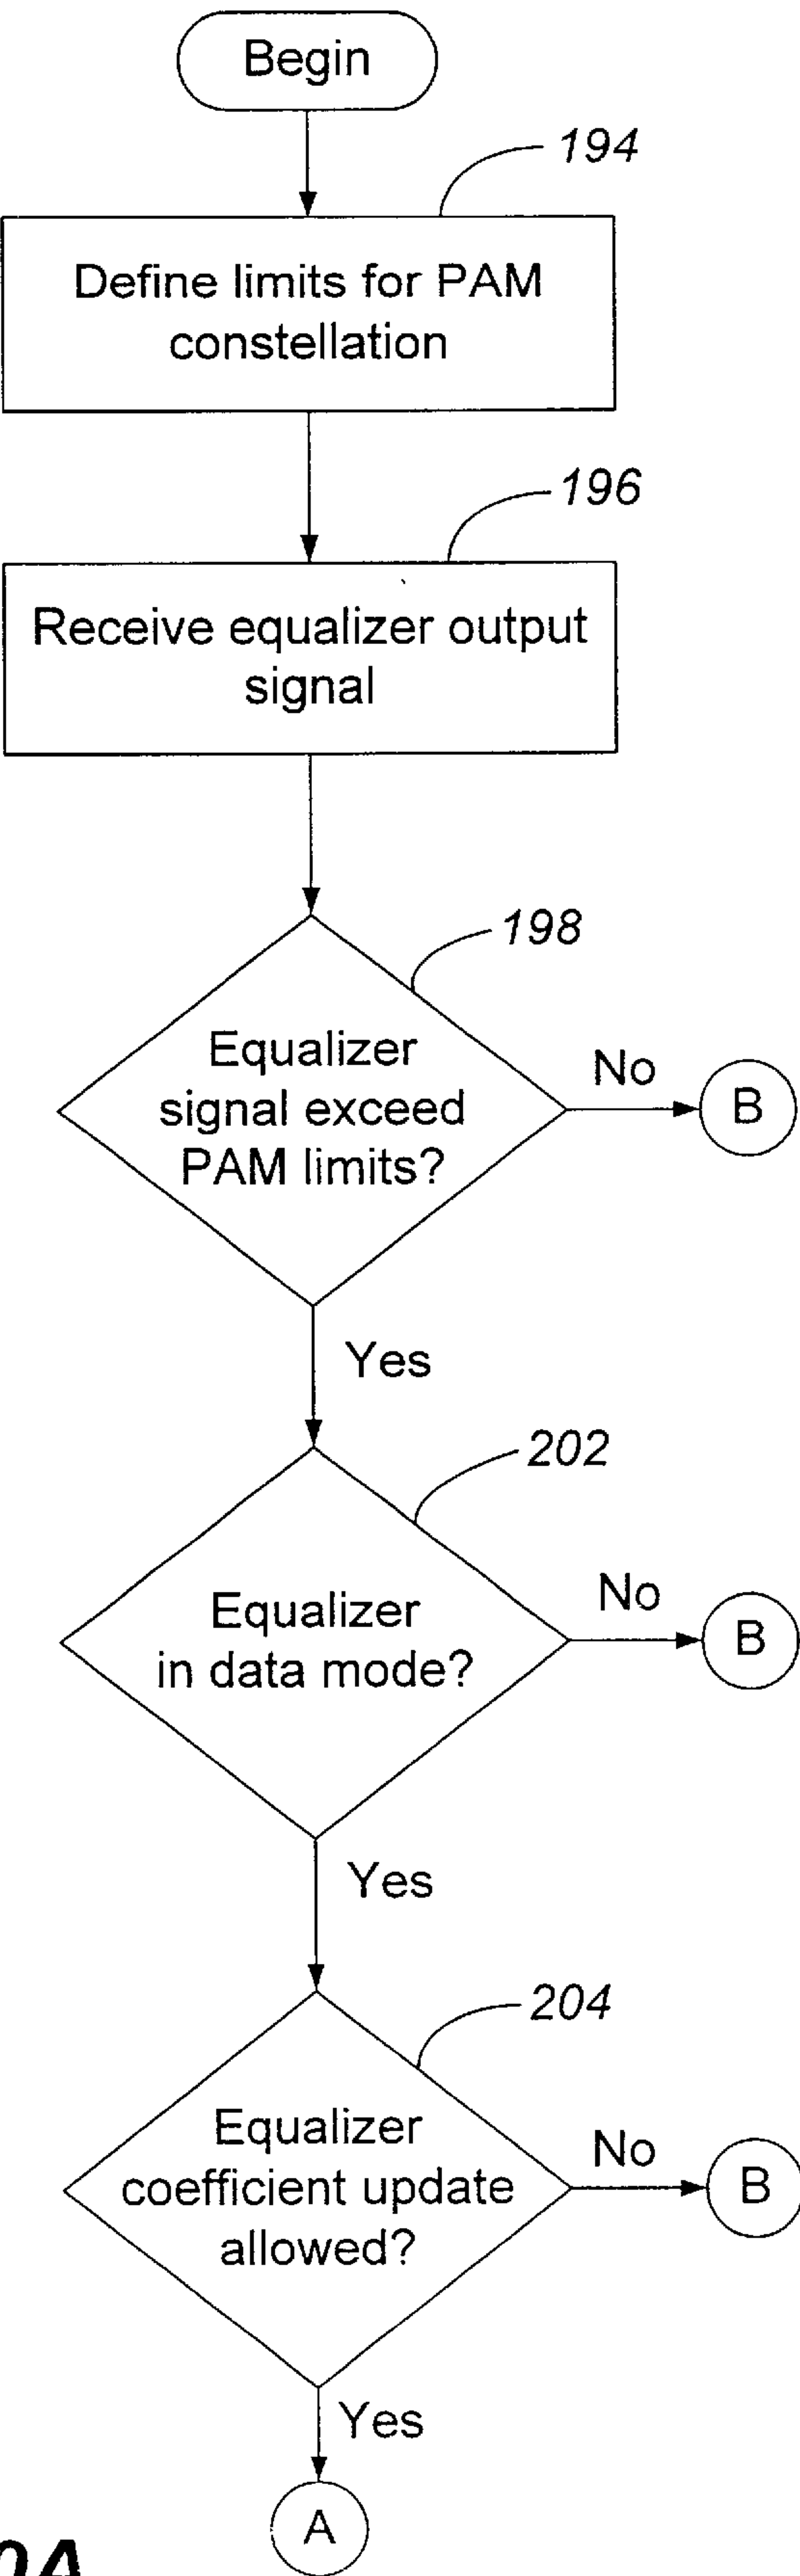 Begin
194
Define limits for PAM
constellation
196
Receive equalizer output
signal
198
Equalizer
signal exceed
PAM limits?
No
B
Yes
202
Equalizer
in data mode?
No
B
Yes
204
Equalizer
coefficient update
allowed?
No
B
Yes
A